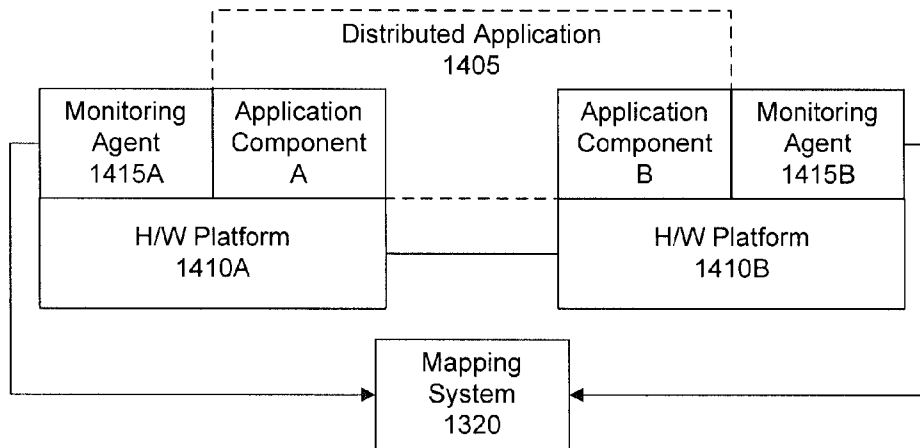 Distributed Application
1405
Monitoring
Agent
1415A
Application
Component
A
Application
Component
B
Monitoring
Agent
1415B
H/W Platform
1410A
H/W Platform
1410B
Mapping
System
1320